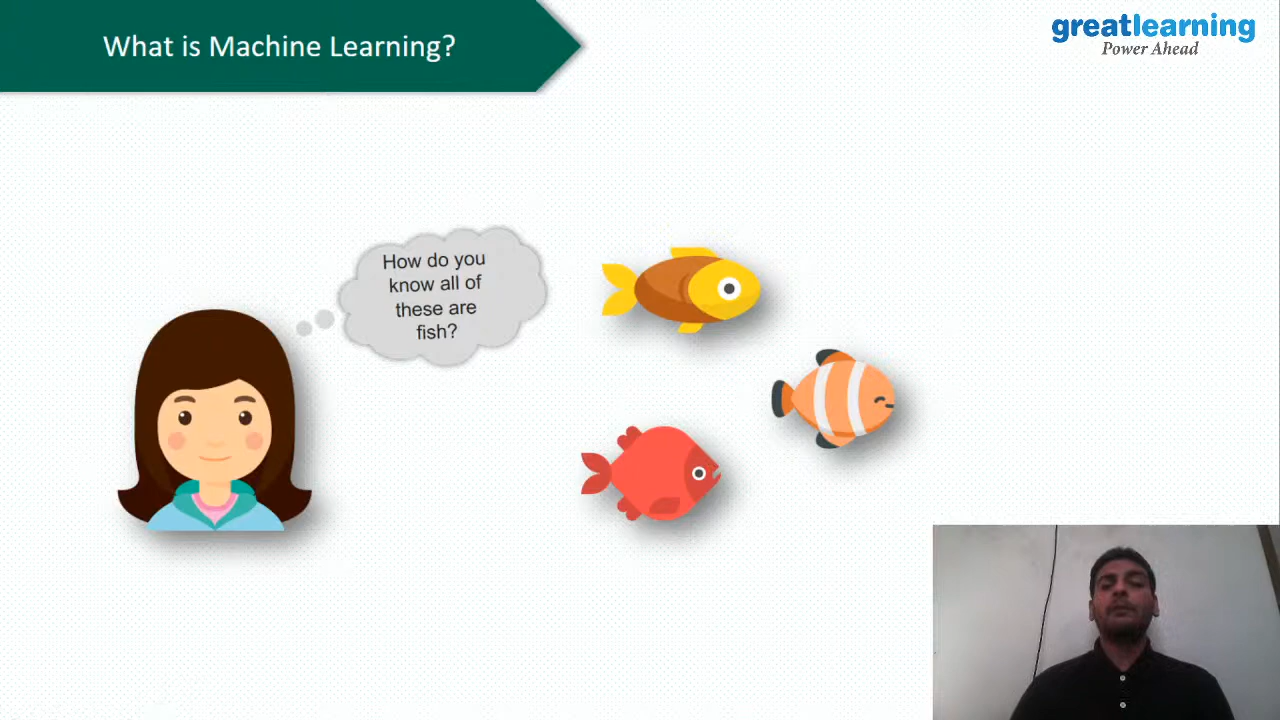 What is Machine Learning?
greatlearning
Power Ahead
How do you
know all of
these are
fish?